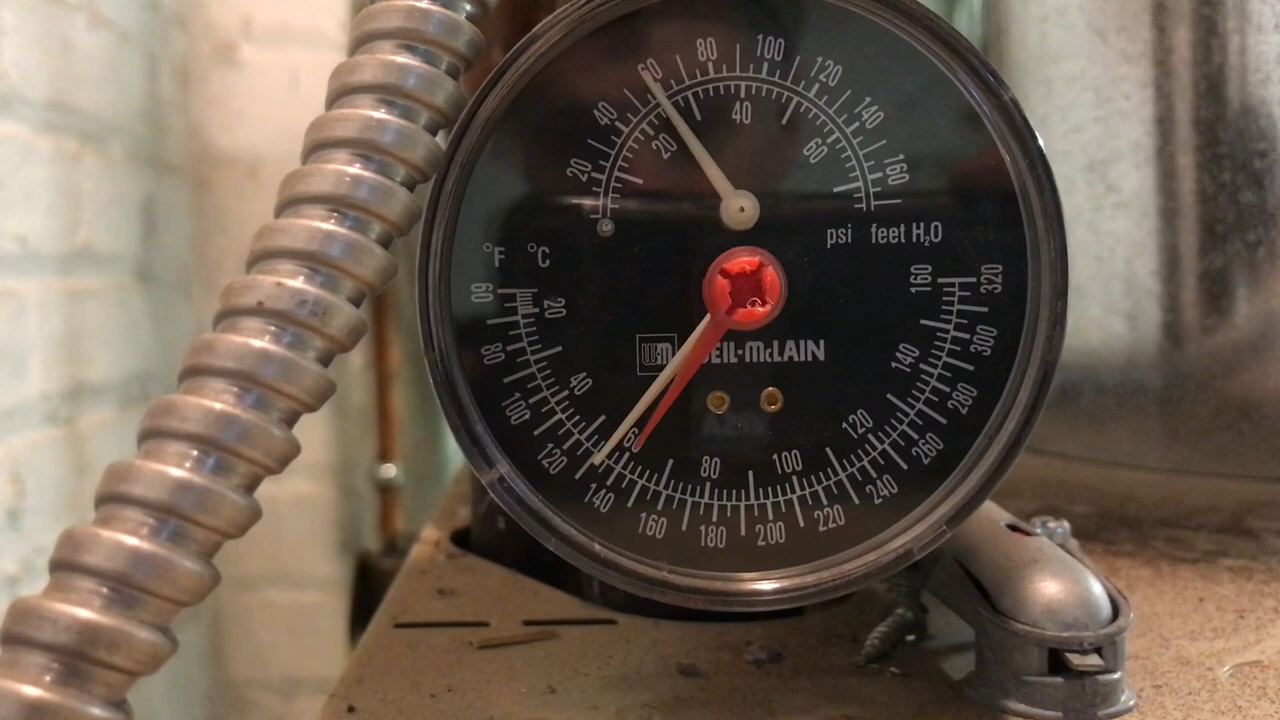 20 40 60 80 100 120 140 160
20 40 60
psi feet H₂O
°F °C
60 80 100 120 140 160 180 200 220 240 260 280 300 320
20 40 80 100 120 140 160
WM EIL-McLAIN